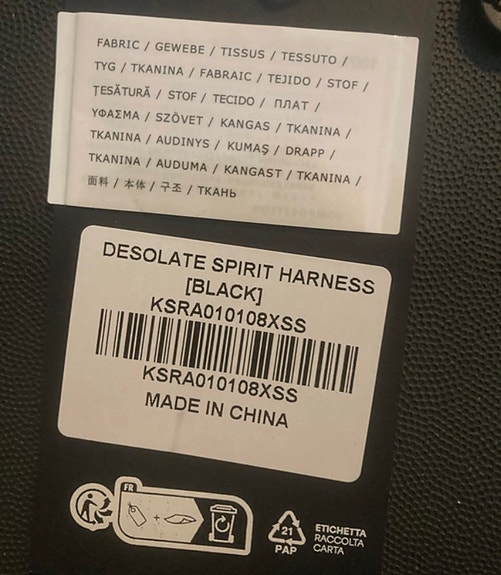 FABRIC / GEWEBE / TISSUS / TESSUTO /
TYG / TKANINA / FABRAIC / TEJIDO / STOF /
ŢESĂTURĂ / STOF / TECIDO / ПЛАТ /
ΥΦΑΣΜΑ / SZÖVET / KANGAS / TKANINA /
TKANINA / AUDINYS / KUMAŞ / DRAPP /
TKANINA / AUDUMA / KANGAST / TKANINA /
面料 / 本体 / 구조 / ТКАНЬ
DESOLATE SPIRIT HARNESS
[BLACK]
KSRA010108XSS
KSRA010108XSS
MADE IN CHINA
FR
+
21
PAP
ETICHETTA
RACCOLTA
CARTA